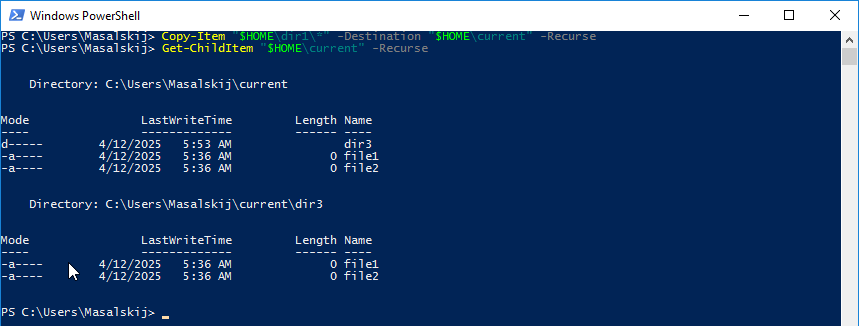 Windows PowerShell
PS C:\Users\Masalskij> Copy-Item "$HOME\dir1\*" -Destination "$HOME\current" -Recurse
PS C:\Users\Masalskij> Get-ChildItem "$HOME\current" -Recurse
Directory: C:\Users\Masalskij\current
Mode LastWriteTime Length Name
---- ------------- ------ ----
d----- 4/12/2025 5:53 AM dir3
-a---- 4/12/2025 5:36 AM 0 file1
-a---- 4/12/2025 5:36 AM 0 file2
Directory: C:\Users\Masalskij\current\dir3
Mode LastWriteTime Length Name
---- ------------- ------ ----
-a---- 4/12/2025 5:36 AM 0 file1
-a---- 4/12/2025 5:36 AM 0 file2
PS C:\Users\Masalskij> _